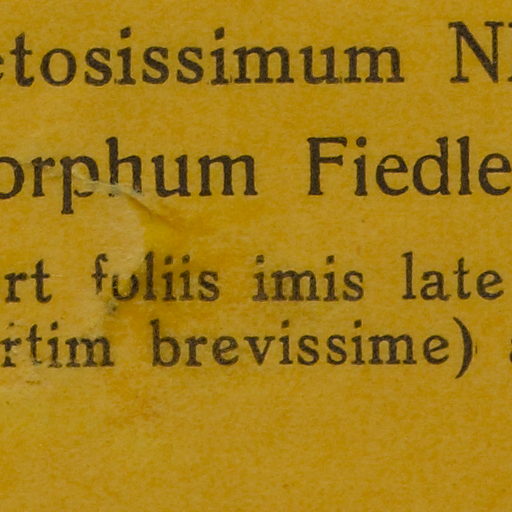 etosissimum N
orphum Fiedle
rt foliis imis late
rtim brevissime)